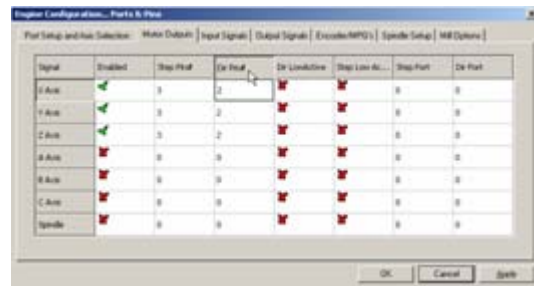 Engine Configuration... Ports & Pins
Port Setup and Axis Selection Motor Outputs Input Signals Output Signals Encoder/MPG's Spindle Setup Mill Options
Signal Enabled Step Pin# Dir Pin# Dir LowActive Step Low Ac... Step Port Dir Port
X Axis 3 2 0 0
Y Axis 3 2 0 0
Z Axis 3 2 0 0
A Axis 0 0 0 0
B Axis 0 0 0 0
C Axis 0 0 0 0
Spindle 0 0 0 0
OK Cancel Apply